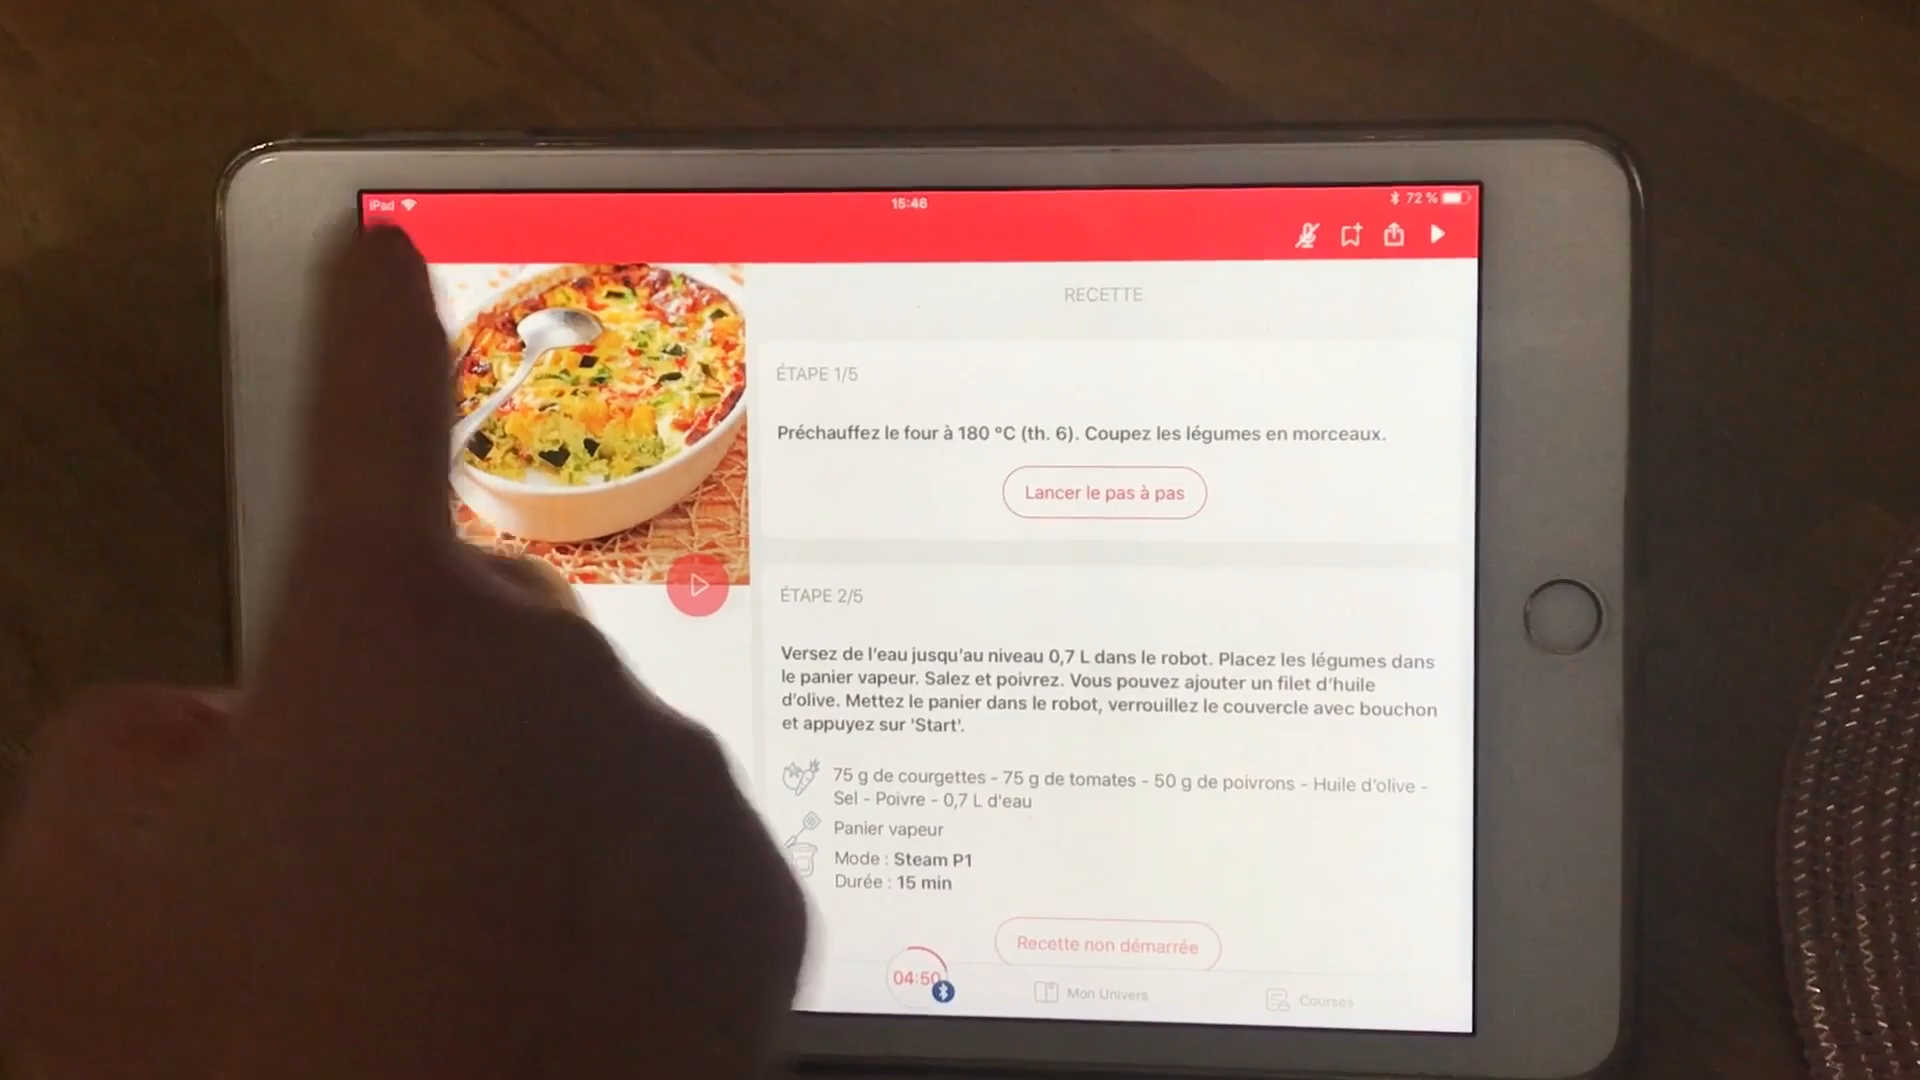 iPad
15:46
72 %
RECETTE
ÉTAPE 1/5
Préchauffez le four à 180 °C (th. 6). Coupez les légumes en morceaux.
Lancer le pas à pas
ÉTAPE 2/5
Versez de l'eau jusqu'au niveau 0,7 L dans le robot. Placez les légumes dans
le panier vapeur. Salez et poivrez. Vous pouvez ajouter un filet d'huile
d'olive. Mettez le panier dans le robot, verrouillez le couvercle avec bouchon
et appuyez sur 'Start'.
75 g de courgettes - 75 g de tomates - 50 g de poivrons - Huile d'olive -
Sel - Poivre - 0,7 L d'eau
Panier vapeur
Mode : Steam P1
Durée : 15 min
Recette non démarrée
04:50
Mon Univers
Courses